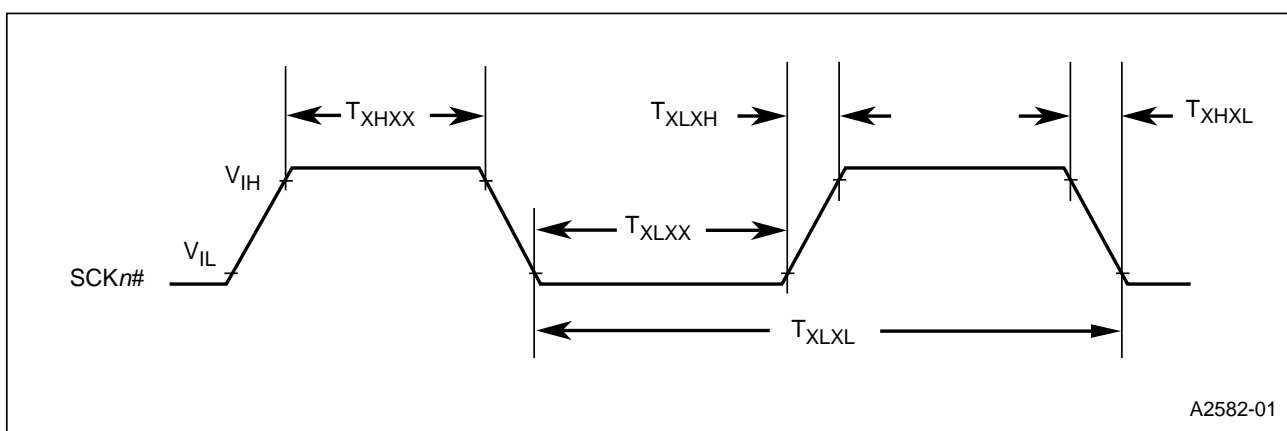 TXHXX
TXLXH
TXHXL
VIH
TXLXX
VIL
SCKn#
TXLXL
A2582-01